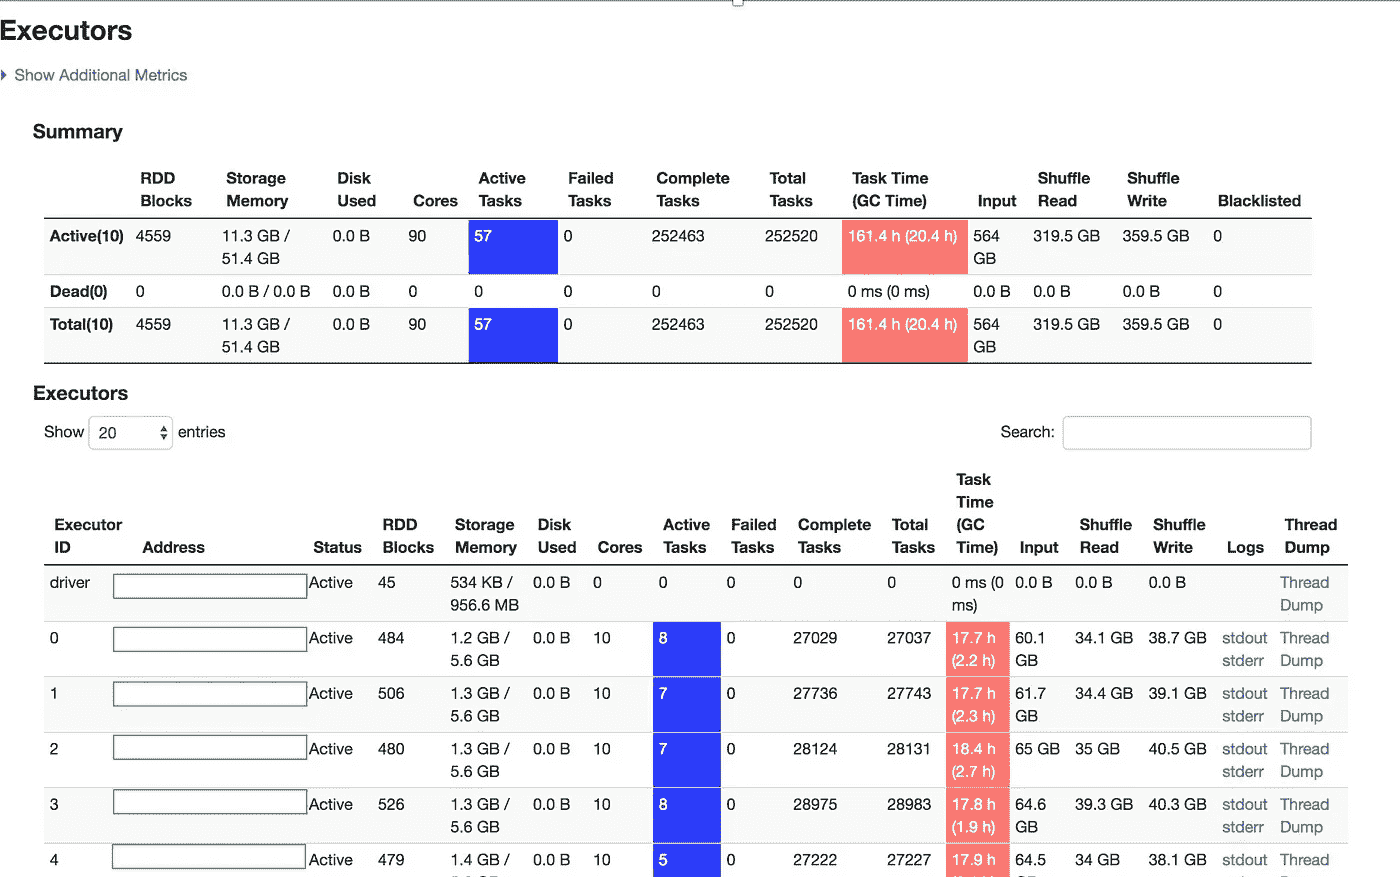 Executors
Show Additional Metrics
Summary
RDD Blocks Storage Memory Disk Used Cores Active Tasks Failed Tasks Complete Tasks Total Tasks Task Time (GC Time) Input Shuffle Read Shuffle Write Blacklisted
Active(10) 4559 11.3 GB / 51.4 GB 0.0 B 90 57 0 252463 252520 161.4 h (20.4 h) 564 GB 319.5 GB 359.5 GB 0
Dead(0) 0 0.0 B / 0.0 B 0.0 B 0 0 0 0 0 0 ms (0 ms) 0.0 B 0.0 B 0.0 B 0
Total(10) 4559 11.3 GB / 51.4 GB 0.0 B 90 57 0 252463 252520 161.4 h (20.4 h) 564 GB 319.5 GB 359.5 GB 0
Executors
Show 20 entries Search:
Executor ID Address Status RDD Blocks Storage Memory Disk Used Cores Active Tasks Failed Tasks Complete Tasks Total Tasks Task Time (GC Time) Input Shuffle Read Shuffle Write Logs Thread Dump
driver Active 45 534 KB / 956.6 MB 0.0 B 0 0 0 0 0 0 ms (0 ms) 0.0 B 0.0 B 0.0 B Thread Dump
0 Active 484 1.2 GB / 5.6 GB 0.0 B 10 8 0 27029 27037 17.7 h (2.2 h) 60.1 GB 34.1 GB 38.7 GB stdout stderr Thread Dump
1 Active 506 1.3 GB / 5.6 GB 0.0 B 10 7 0 27736 27743 17.7 h (2.3 h) 61.7 GB 34.4 GB 39.1 GB stdout stderr Thread Dump
2 Active 480 1.3 GB / 5.6 GB 0.0 B 10 7 0 28124 28131 18.4 h (2.7 h) 65 GB 35 GB 40.5 GB stdout stderr Thread Dump
3 Active 526 1.3 GB / 5.6 GB 0.0 B 10 8 0 28975 28983 17.8 h (1.9 h) 64.6 GB 39.3 GB 40.3 GB stdout stderr Thread Dump
4 Active 479 1.4 GB / 0.0 B 10 5 0 27222 27227 17.9 h 64.5 34 GB 38.1 GB stdout Thread